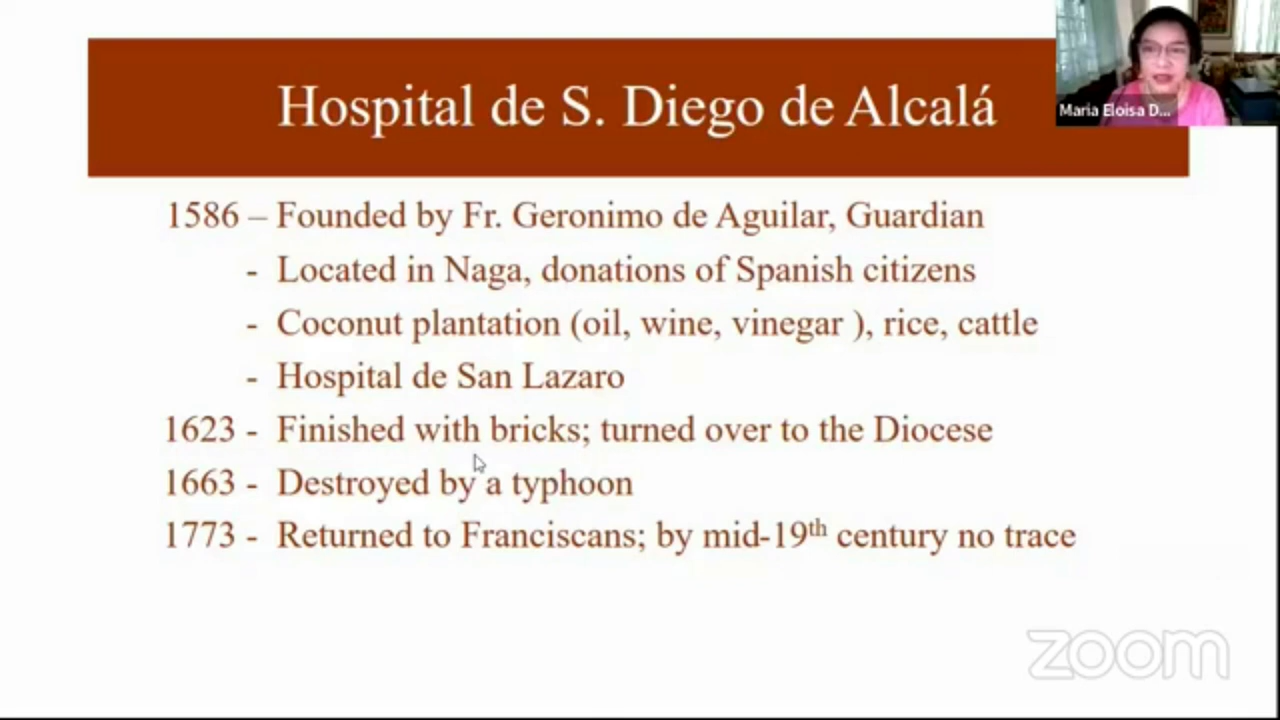 Hospital de S. Diego de Alcalá
Maria Eloisa D...
1586 – Founded by Fr. Geronimo de Aguilar, Guardian
- Located in Naga, donations of Spanish citizens
- Coconut plantation (oil, wine, vinegar ), rice, cattle
- Hospital de San Lazaro
1623 - Finished with bricks; turned over to the Diocese
1663 - Destroyed by a typhoon
1773 - Returned to Franciscans; by mid-19th century no trace
zoom